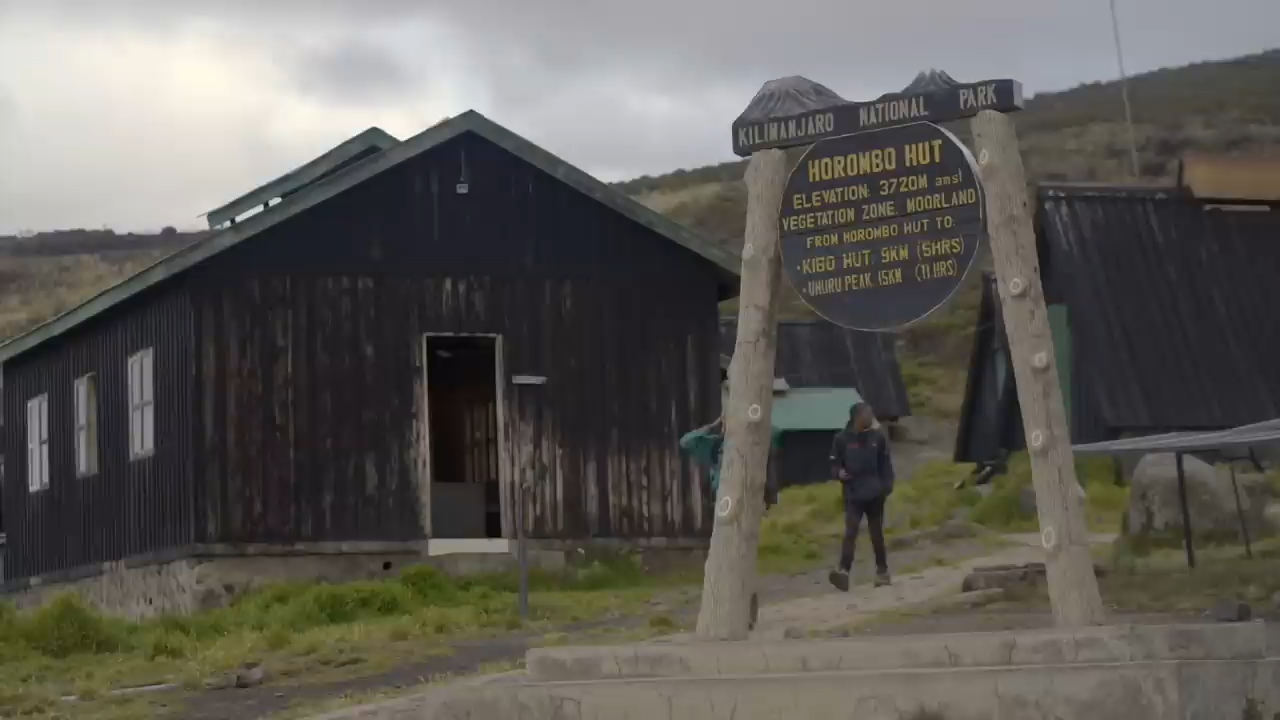 KILIMANJARO NATIONAL PARK
HOROMBO HUT
ELEVATION: 3720M amsl
VEGETATION ZONE: MOORLAND
FROM HOROMBO HUT TO:
•KIBO HUT: 9KM (5HRS)
•UHURU PEAK 15KM (11 HRS)